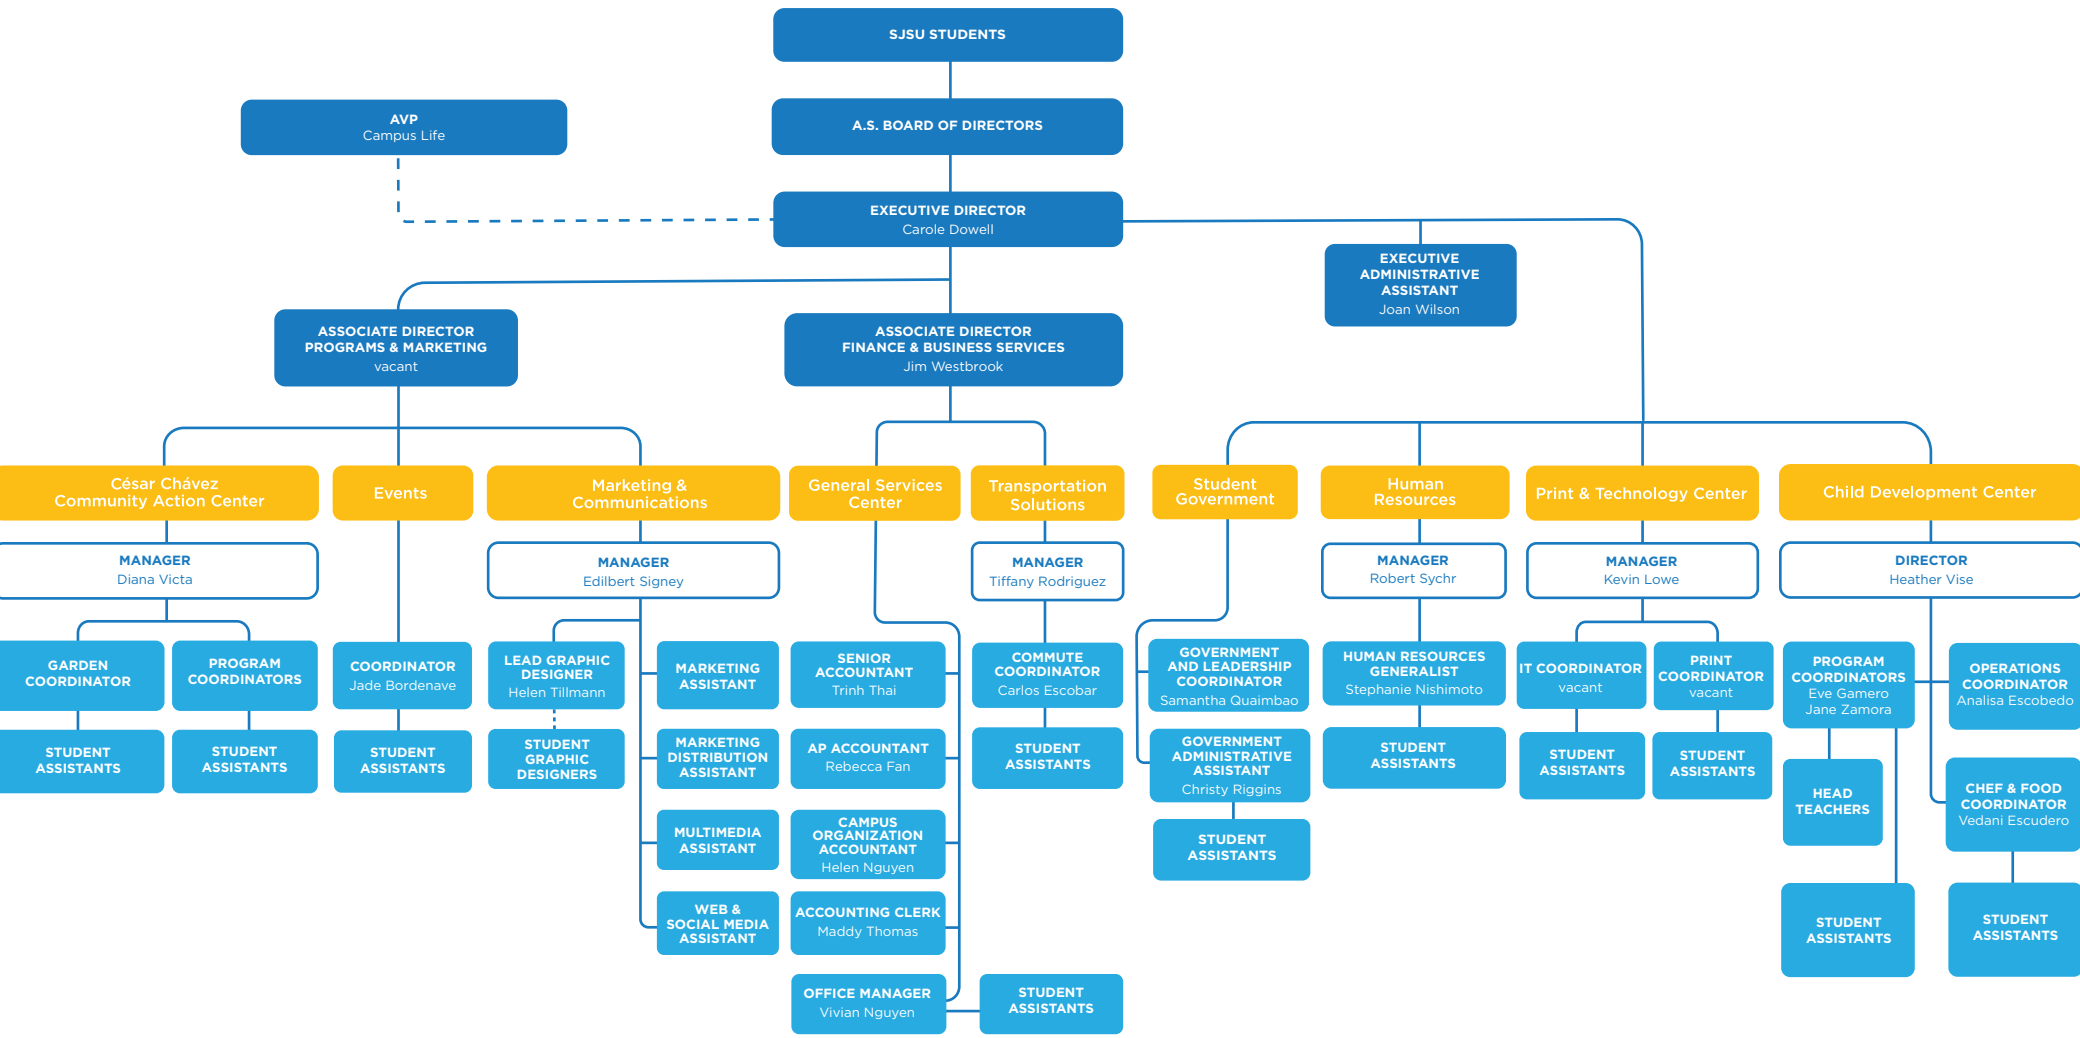 SJSU STUDENTS
AVP
Campus Life
A.S. BOARD OF DIRECTORS
EXECUTIVE DIRECTOR
Carole Dowell
EXECUTIVE
ADMINISTRATIVE
ASSISTANT
Joan Wilson
ASSOCIATE DIRECTOR
PROGRAMS & MARKETING
vacant
ASSOCIATE DIRECTOR
FINANCE & BUSINESS SERVICES
Jim Westbrook
César Chávez
Community Action Center
Events
Marketing &
Communications
General Services
Center
Transportation
Solutions
Student
Government
Human
Resources
Print & Technology Center
Child Development Center
MANAGER
Diana Victa
MANAGER
Edilbert Signey
MANAGER
Tiffany Rodriguez
MANAGER
Robert Sychr
MANAGER
Kevin Lowe
DIRECTOR
Heather Vise
GARDEN
COORDINATOR
PROGRAM
COORDINATORS
COORDINATOR
Jade Bordenave
LEAD GRAPHIC
DESIGNER
Helen Tillmann
MARKETING
ASSISTANT
SENIOR
ACCOUNTANT
Trinh Thai
COMMUTE
COORDINATOR
Carlos Escobar
GOVERNMENT
AND LEADERSHIP
COORDINATOR
Samantha Quaimbao
HUMAN RESOURCES
GENERALIST
Stephanie Nishimoto
IT COORDINATOR
vacant
PRINT
COORDINATOR
vacant
PROGRAM
COORDINATORS
Eve Gamero
Jane Zamora
OPERATIONS
COORDINATOR
Analisa Escobedo
STUDENT
ASSISTANTS
STUDENT
ASSISTANTS
STUDENT
ASSISTANTS
STUDENT
GRAPHIC
DESIGNERS
MARKETING
DISTRIBUTION
ASSISTANT
AP ACCOUNTANT
Rebecca Fan
STUDENT
ASSISTANTS
GOVERNMENT
ADMINISTRATIVE
ASSISTANT
Christy Riggins
STUDENT
ASSISTANTS
STUDENT
ASSISTANTS
STUDENT
ASSISTANTS
HEAD
TEACHERS
CHEF & FOOD
COORDINATOR
Vedani Escudero
MULTIMEDIA
ASSISTANT
CAMPUS
ORGANIZATION
ACCOUNTANT
Helen Nguyen
STUDENT
ASSISTANTS
WEB &
SOCIAL MEDIA
ASSISTANT
ACCOUNTING CLERK
Maddy Thomas
STUDENT
ASSISTANTS
STUDENT
ASSISTANTS
OFFICE MANAGER
Vivian Nguyen
STUDENT
ASSISTANTS